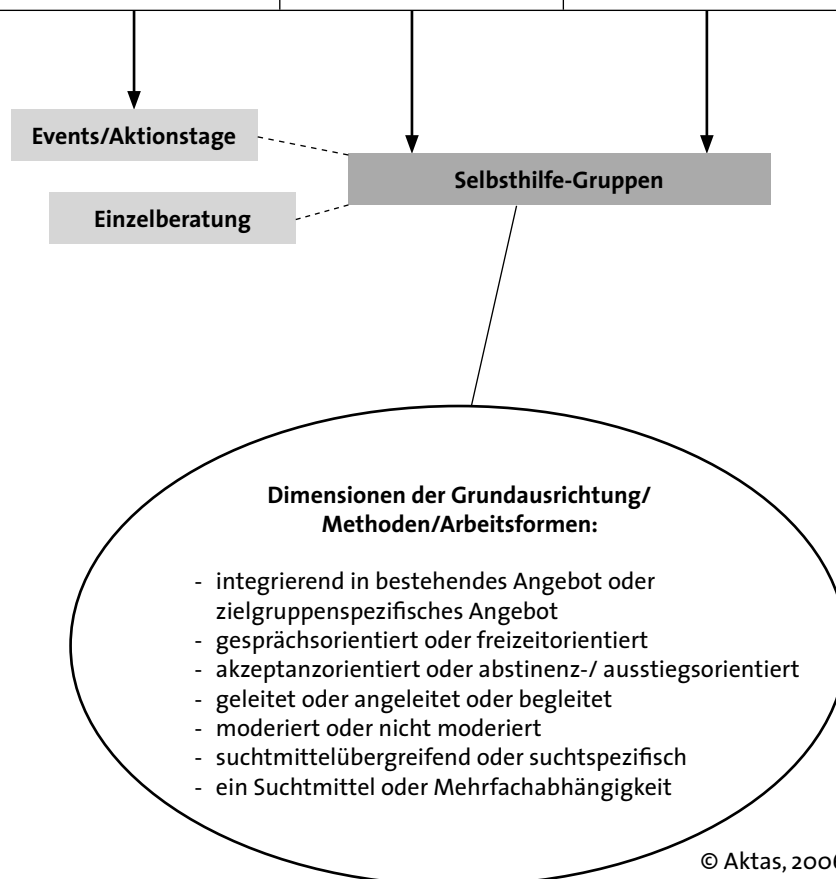 Events/Aktionstage
Selbsthilfe-Gruppen
Einzelberatung
Dimensionen der Grundausrichtung/
Methoden/Arbeitsformen:
- integrierend in bestehendes Angebot oder
zielgruppenspezifisches Angebot
- gesprächsorientiert oder freizeitorientiert
- akzeptanzorientiert oder abstinenz-/ ausstiegsorientiert
- geleitet oder angeleitet oder begleitet
- moderiert oder nicht moderiert
- suchtmittelübergreifend oder suchtspezifisch
- ein Suchtmittel oder Mehrfachabhängigkeit
© Aktas, 2006